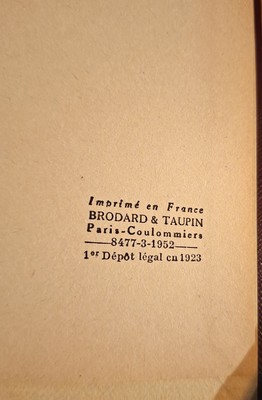 Imprimé en France
BRODARD & TAUPIN
Paris-Coulommiers
8477-3-1952
1er Dépôt légal en 1923